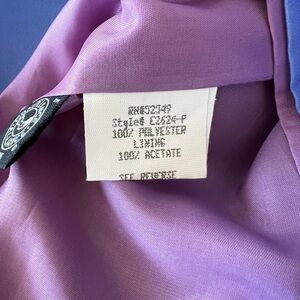 RN#52549
Style# E2624-P
100% POLYESTER
LINING
100% ACETATE
SEE REVERSE